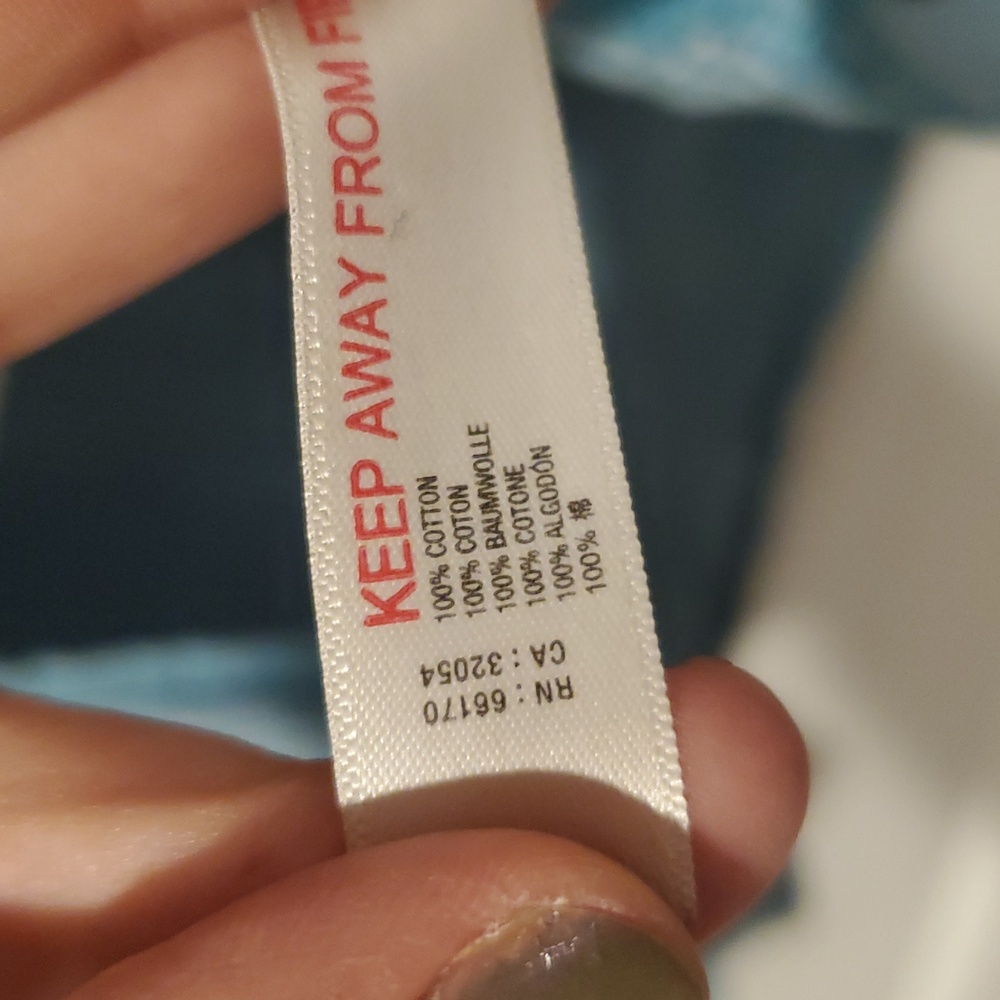 KEEP AWAY FROM
100% COTTON
100% COTON
100% BAUMWOLLE
100% COTONE
100% ALGODÓN
100% 棉
RN : 66170
CA : 32054